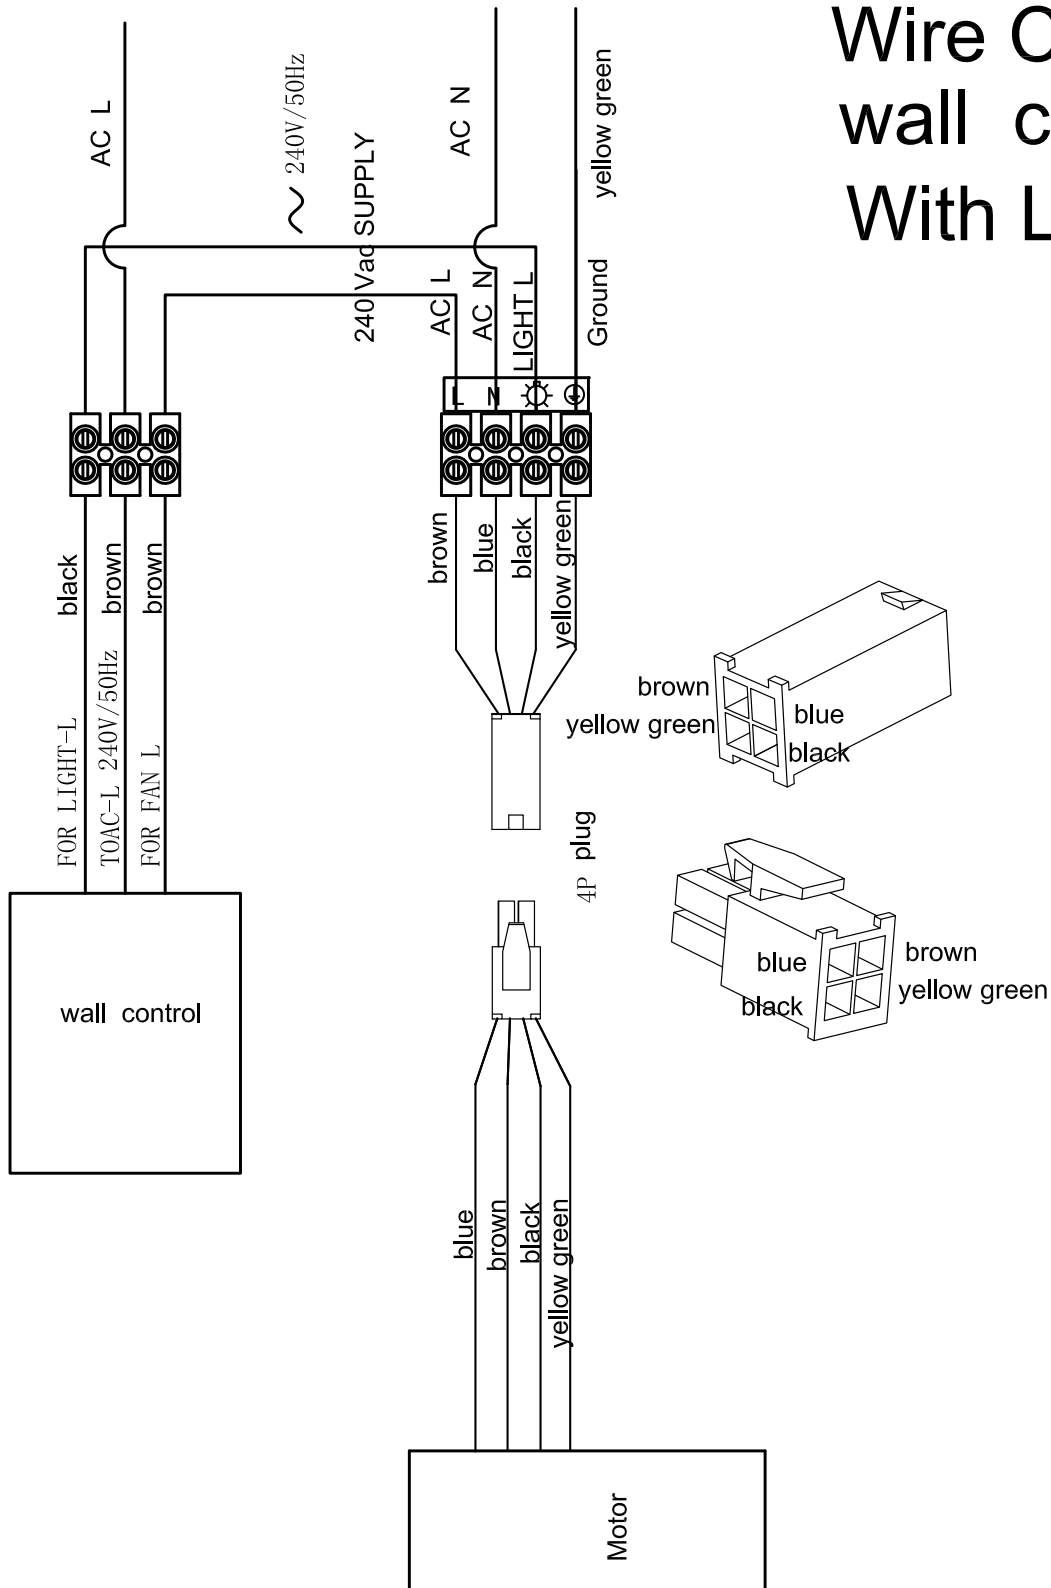 Wire C
wall c
With L
AC L
240V/50Hz
240 Vac SUPPLY
AC N
yellow green
AC L
AC N
LIGHT L
Ground
L
N
black
brown
brown
brown
blue
black
yellow green
FOR LIGHT-L
TOAC-L 240V/50Hz
FOR FAN L
brown
yellow green
blue
black
4P plug
blue
black
brown
yellow green
wall control
blue
brown
black
yellow green
Motor